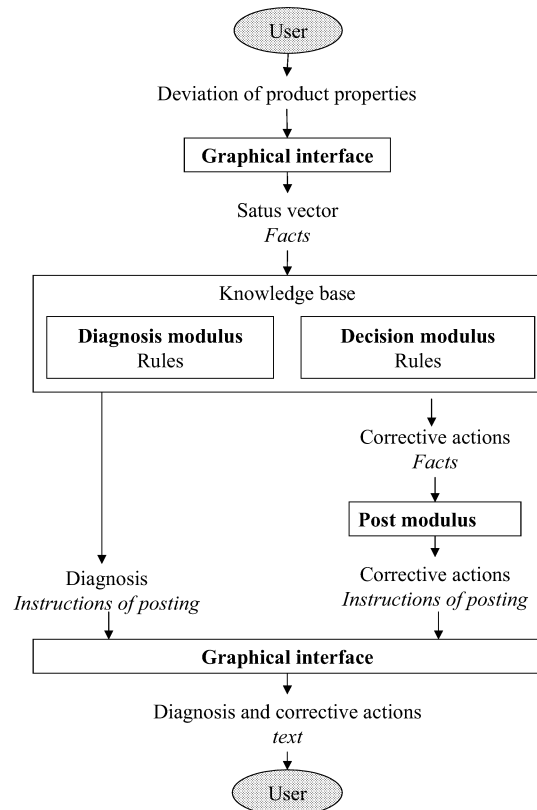 User
Deviation of product properties
Graphical interface
Satus vector
Facts
Knowledge base
Diagnosis modulus
Rules
Decision modulus
Rules
Corrective actions
Facts
Post modulus
Diagnosis
Instructions of posting
Corrective actions
Instructions of posting
Graphical interface
Diagnosis and corrective actions
text
User